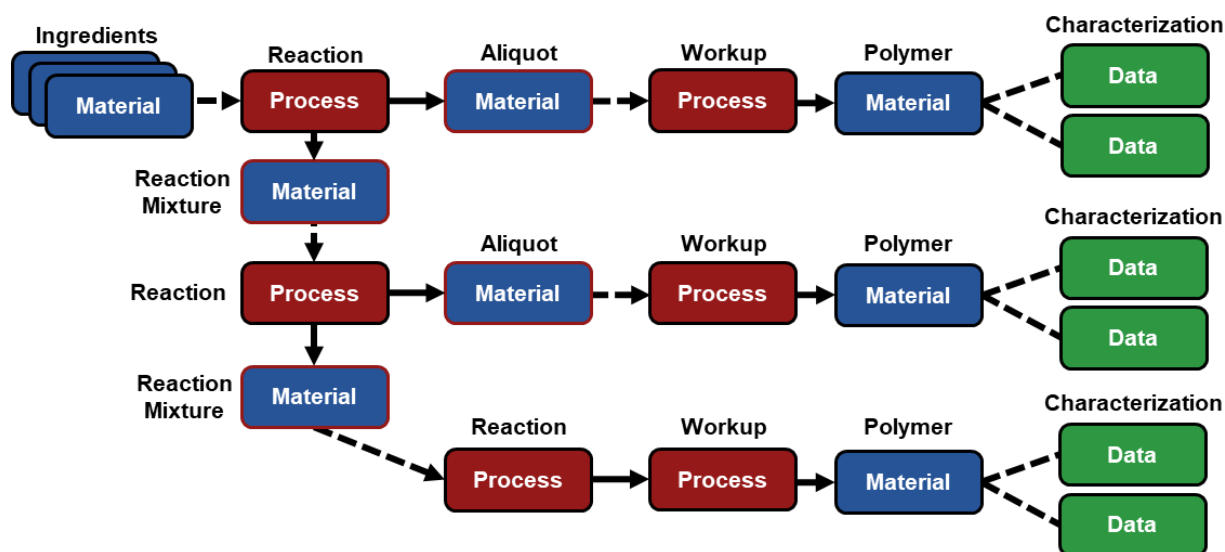 Ingredients
Reaction
Aliquot
Workup
Polymer
Characterization
Material
Process
Material
Process
Material
Data
Data
Reaction
Mixture
Material
Aliquot
Workup
Polymer
Characterization
Reaction
Process
Material
Process
Material
Data
Data
Reaction
Mixture
Material
Reaction
Workup
Polymer
Characterization
Process
Process
Material
Data
Data